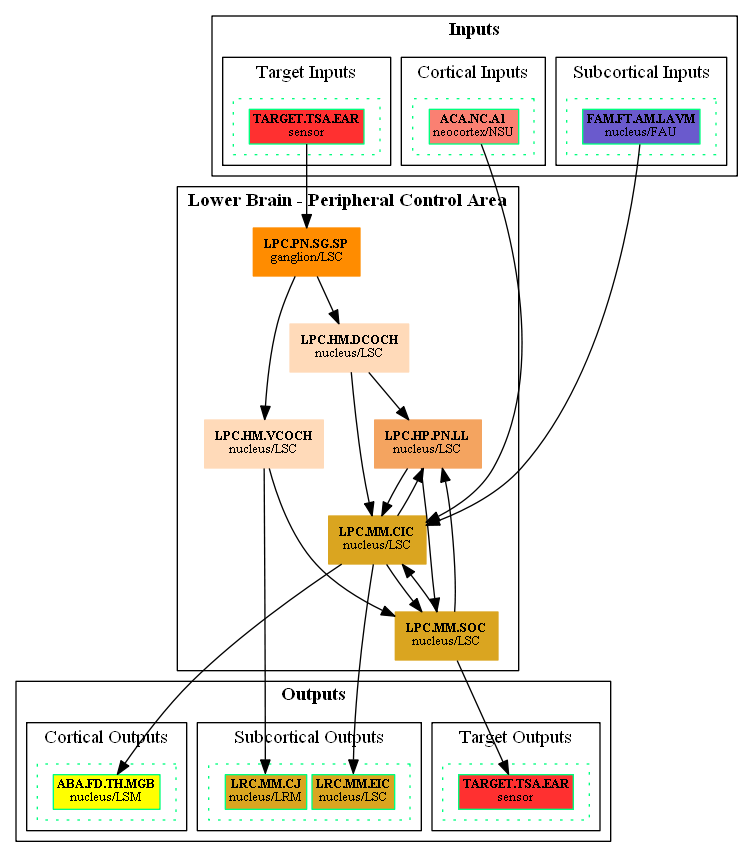 Inputs
Target Inputs
Cortical Inputs
Subcortical Inputs
TARGET.TSA.EAR
sensor
ACA.NC.A1
neocortex/NSU
FAM.FT.AM.LAVM
nucleus/FAU
Lower Brain - Peripheral Control Area
LPC.PN.SG.SP
ganglion/LSC
LPC.HM.DCOCH
nucleus/LSC
LPC.HM.VCOCH
nucleus/LSC
LPC.HP.PN.LL
nucleus/LSC
LPC.MM.CIC
nucleus/LSC
LPC.MM.SOC
nucleus/LSC
Outputs
Cortical Outputs
Subcortical Outputs
Target Outputs
ABA.FD.TH.MGB
nucleus/LSM
LRC.MM.CJ
nucleus/LRM
LRC.MM.EIC
nucleus/LSC
TARGET.TSA.EAR
sensor